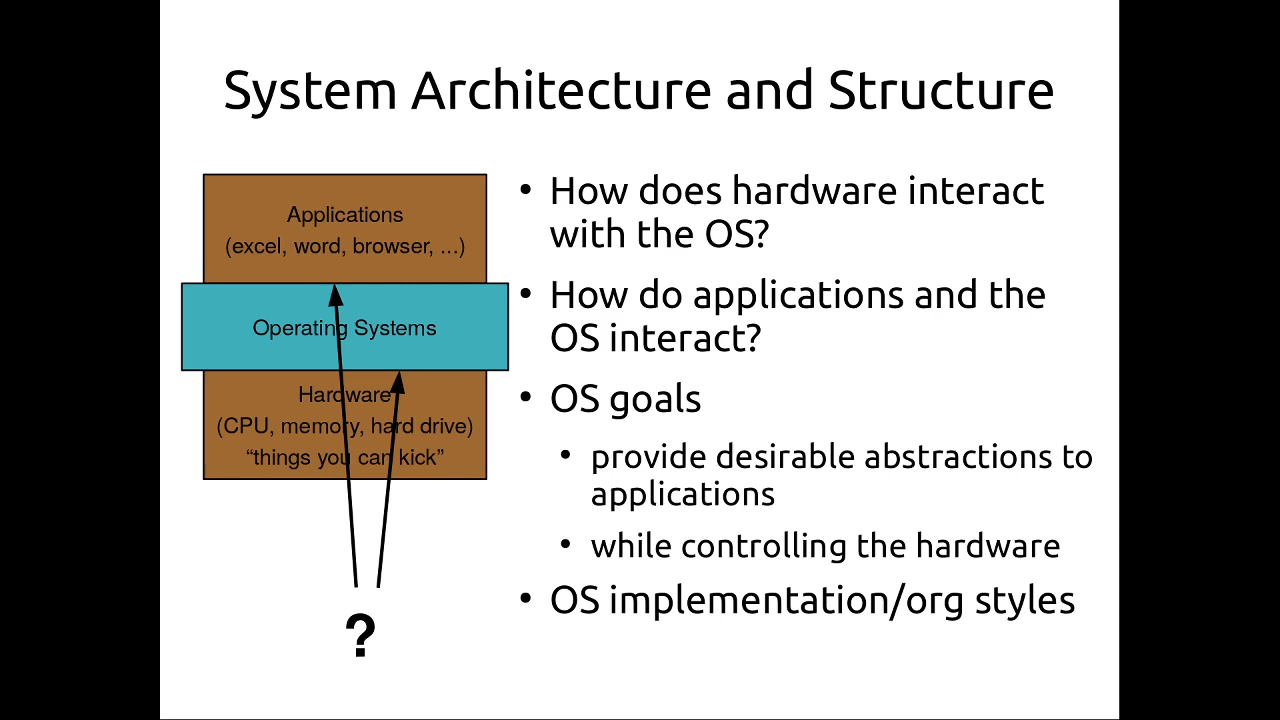 System Architecture and Structure
Applications
(excel, word, browser, ...)
Operating Systems
Hardware
(CPU, memory, hard drive)
“things you can kick”
?
• How does hardware interact
with the OS?
• How do applications and the
OS interact?
• OS goals
• provide desirable abstractions to
applications
• while controlling the hardware
• OS implementation/org styles